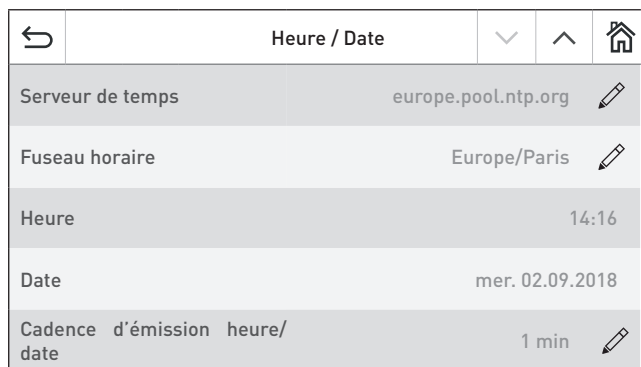 Heure / Date
Serveur de temps europe.pool.ntp.org
Fuseau horaire Europe/Paris
Heure 14:16
Date mer. 02.09.2018
Cadence d'émission heure/
date 1 min